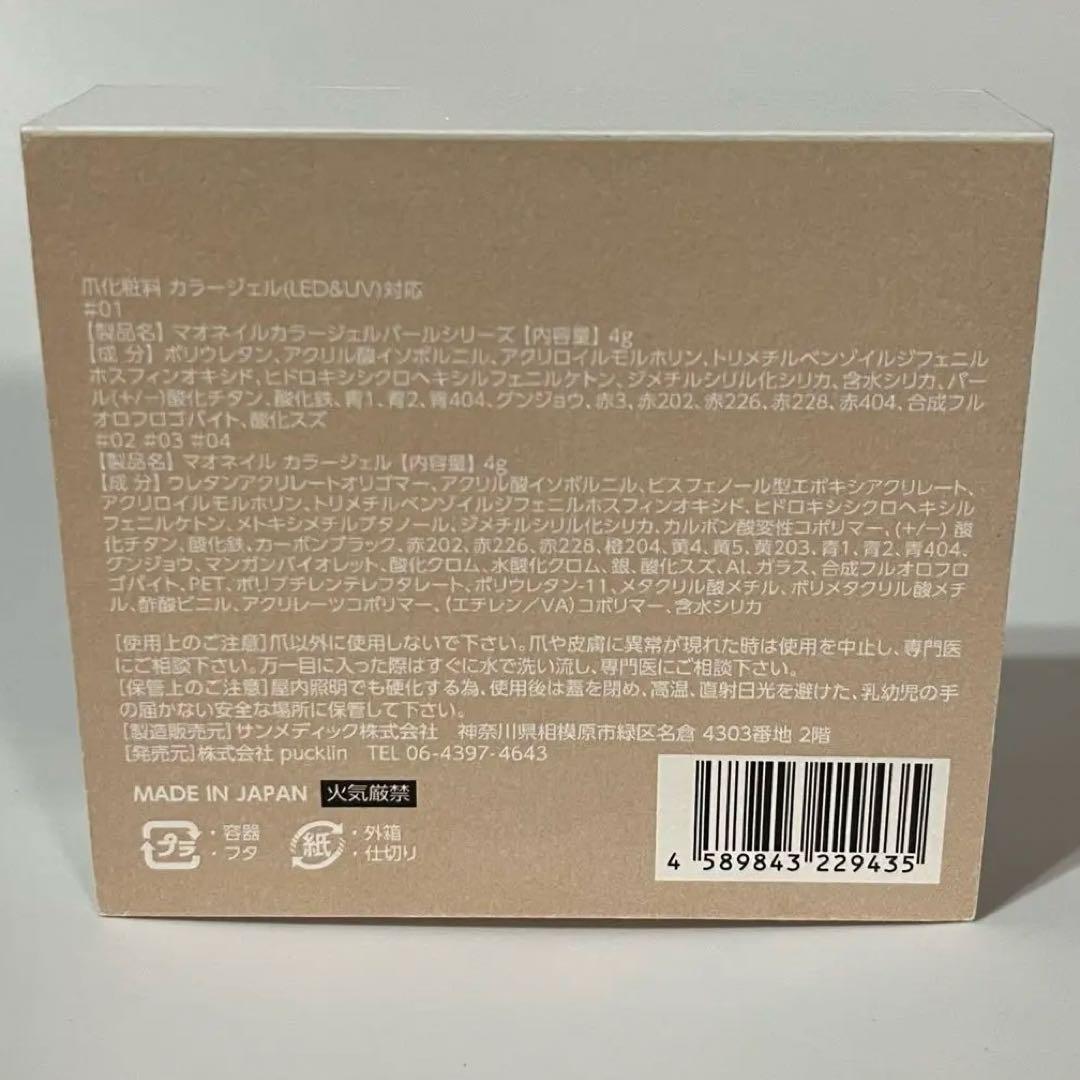 爪化粧料 カラージェル(LED&UV)対応
#01
【製品名】マオネイルカラージェルパールシリーズ【内容量】4g
【成 分】ポリウレタン、アクリル酸イソボルニル、アクリロイルモルホリン、トリメチルベンゾイルジフェニル
ホスフィンオキシド、ヒドロキシシクロヘキシルフェニルケトン、ジメチルシリル化シリカ、含水シリカ、パー
ル(+/−)酸化チタン、酸化鉄、青1、青2、青404、グンジョウ、赤3、赤202、赤226、赤228、赤404、合成フル
オロフロゴパイト、酸化スズ
#02 #03 #04
【製品名】マオネイル カラージェル【内容量】4g
【成 分】ウレタンアクリレートオリゴマー、アクリル酸イソボルニル、ビスフェノール型エポキシアクリレート、
アクリロイルモルホリン、トリメチルベンゾイルジフェニルホスフィンオキシド、ヒドロキシシクロヘキシル
フェニルケトン、メトキシメチルブタノール、ジメチルシリル化シリカ、カルボン酸変性コポリマー、(+/−) 酸
化チタン、酸化鉄、カーボンブラック、赤202、赤226、赤228、橙204、黄4、黄5、黄203、青1、青2、青404、
グンジョウ、マンガンバイオレット、酸化クロム、水酸化クロム、銀、酸化スズ、Al、ガラス、合成フルオロフロ
ゴパイト、PET、ポリブチレンテレフタレート、ポリウレタン-11、メタクリル酸メチル、ポリメタクリル酸メチ
ル、酢酸ビニル、アクリレーツコポリマー、(エチレン/VA)コポリマー、含水シリカ
[使用上のご注意]爪以外に使用しないで下さい。爪や皮膚に異常が現れた時は使用を中止し、専門医
にご相談下さい。万一目に入った際はすぐに水で洗い流し、専門医にご相談下さい。
[保管上のご注意]屋内照明でも硬化する為、使用後は蓋を閉め、高温、直射日光を避けた、乳幼児の手
の届かない安全な場所に保管して下さい。
[製造販売元]サンメディック株式会社 神奈川県相模原市緑区名倉 4303番地 2階
[発売元]株式会社 pucklin TEL 06-4397-4643
MADE IN JAPAN 火気厳禁
プラ ・容器 ・フタ 紙 ・外箱 ・仕切り
4 589843 229435